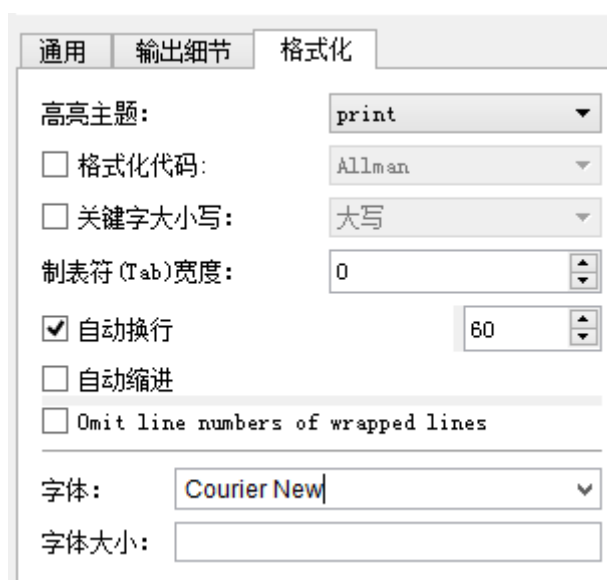 通用 输出细节 格式化
高亮主题: print
格式化代码: Allman
关键字大小写: 大写
制表符(Tab)宽度: 0
自动换行 60
自动缩进
Omit line numbers of wrapped lines
字体: Courier New
字体大小: